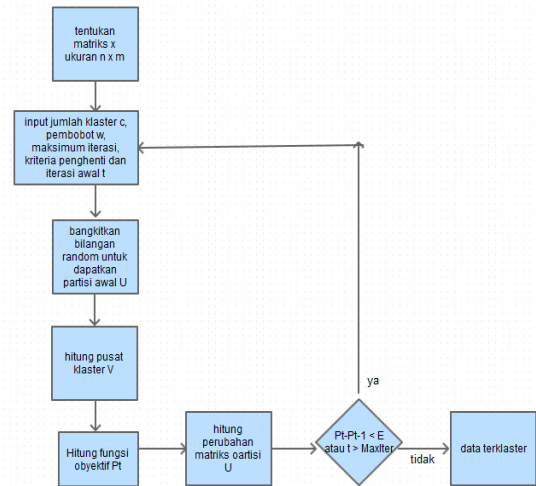 tentukan
matriks x
ukuran n x m
input jumlah klaster c,
pembobot w,
maksimum iterasi,
kriteria penghenti dan
iterasi awal t
bangkitkan
bilangan
random untuk
dapatkan
partisi awal U
hitung pusat
klaster V
Hitung fungsi
obyektif Pt
hitung
perubahan
matriks oartisi
U
ya
Pt-Pt-1 < E
atau t > MaxIter
tidak
data terklaster